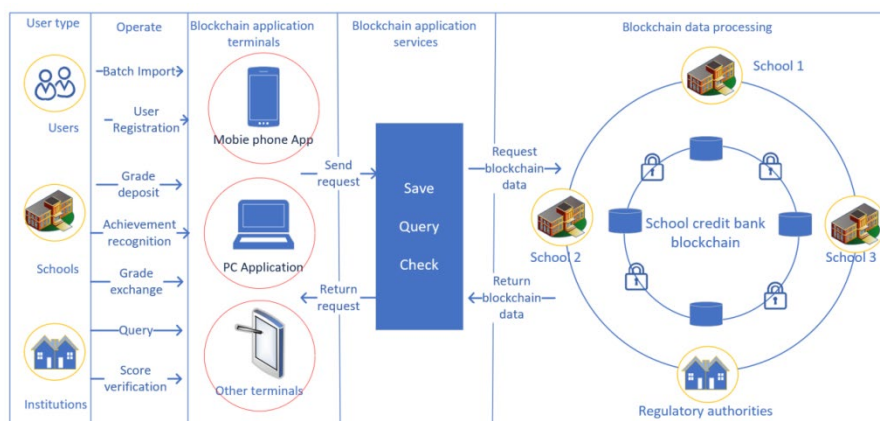 User type
Operate
Blockchain application
terminals
Blockchain application
services
Blockchain data processing
Users
Schools
Institutions
Batch Import
User
Registration
Grade
deposit
Achievement
recognition
Grade
exchange
Query
Score
verification
Mobie phone App
PC Application
Other terminals
Send
request
Return
request
Save
Query
Check
Request
blockchain
data
Return
blockchain
data
School 1
School 2
School credit bank
blockchain
School 3
Regulatory authorities